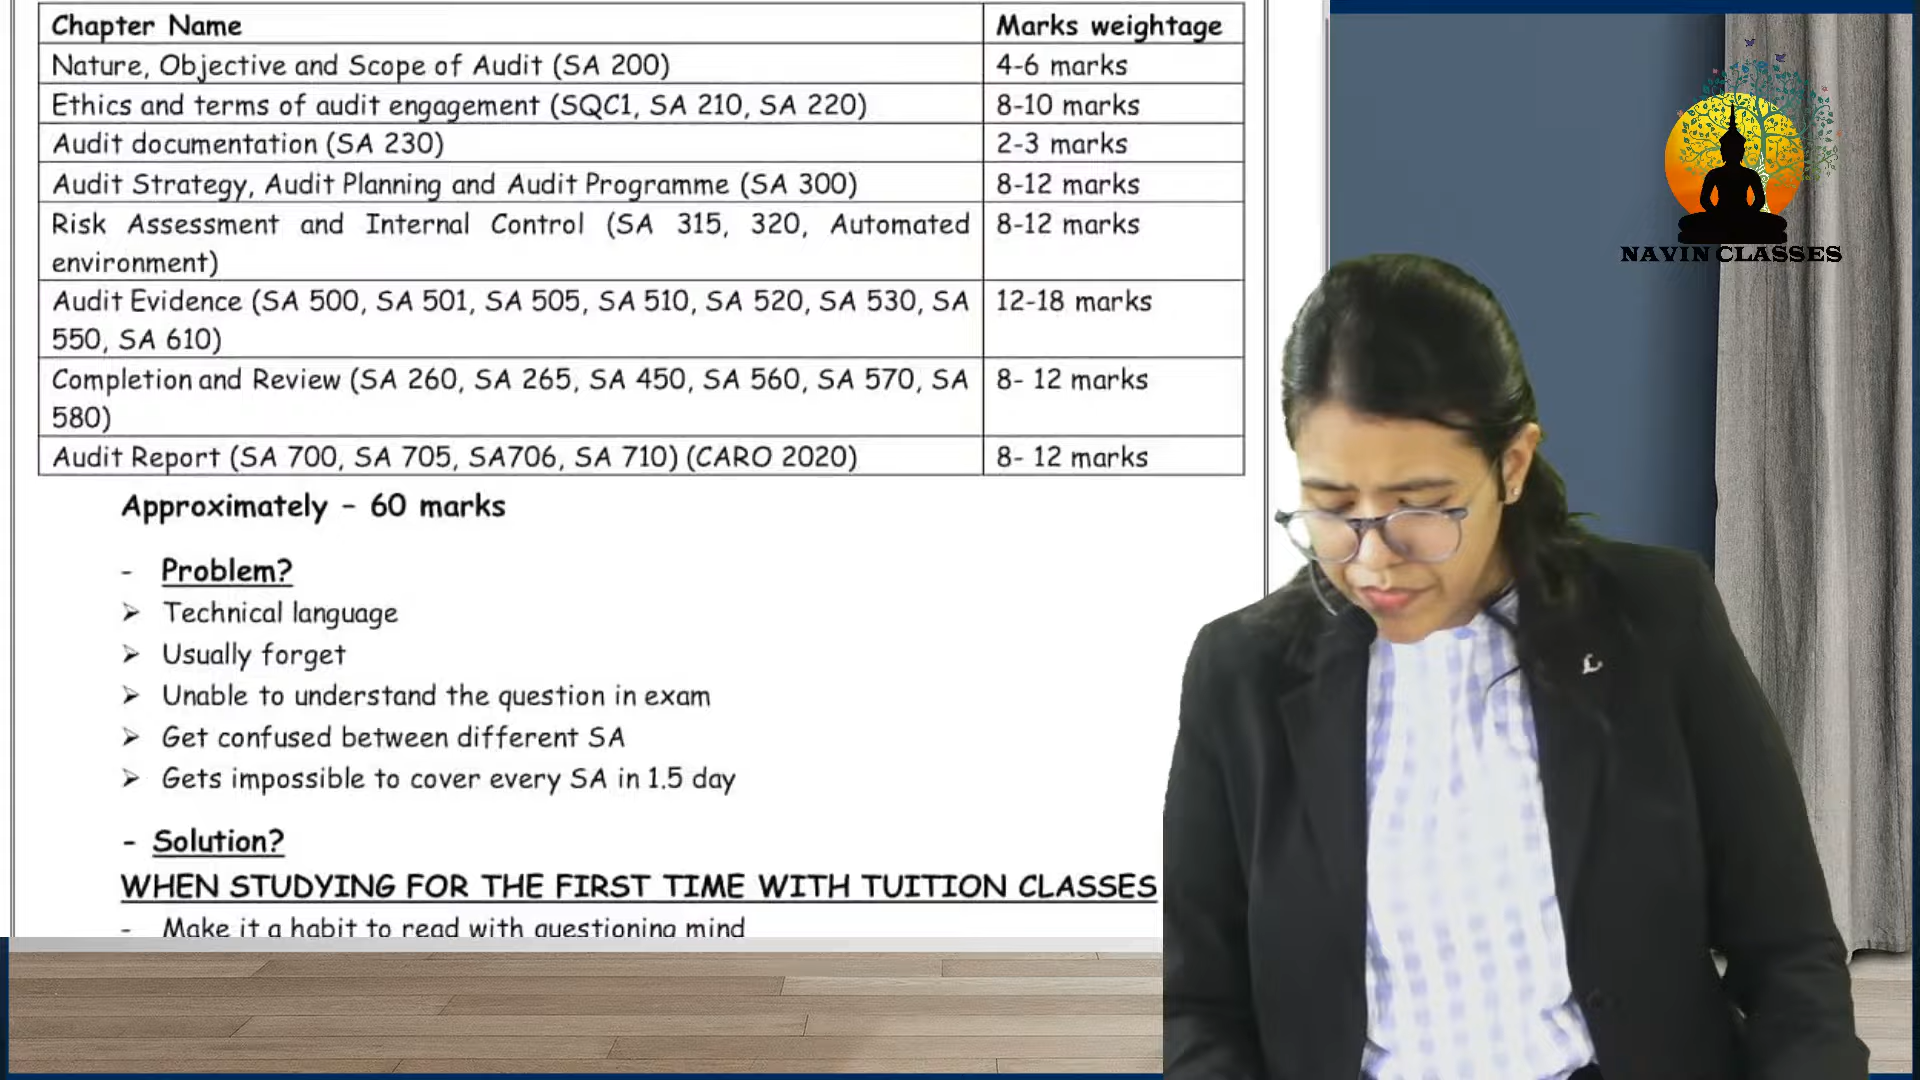 Chapter Name Marks weightage
Nature, Objective and Scope of Audit (SA 200) 4-6 marks
Ethics and terms of audit engagement (SQC1, SA 210, SA 220) 8-10 marks
Audit documentation (SA 230) 2-3 marks
Audit Strategy, Audit Planning and Audit Programme (SA 300) 8-12 marks
Risk Assessment and Internal Control (SA 315, 320, Automated 8-12 marks
environment)
Audit Evidence (SA 500, SA 501, SA 505, SA 510, SA 520, SA 530, SA 12-18 marks
550, SA 610)
Completion and Review (SA 260, SA 265, SA 450, SA 560, SA 570, SA 8- 12 marks
580)
Audit Report (SA 700, SA 705, SA706, SA 710) (CARO 2020) 8- 12 marks
Approximately – 60 marks
- Problem?
➢ Technical language
➢ Usually forget
➢ Unable to understand the question in exam
➢ Get confused between different SA
➢ Gets impossible to cover every SA in 1.5 day
- Solution?
WHEN STUDYING FOR THE FIRST TIME WITH TUITION CLASSES
- Make it a habit to read with questioning mind
NAVIN CLASSES